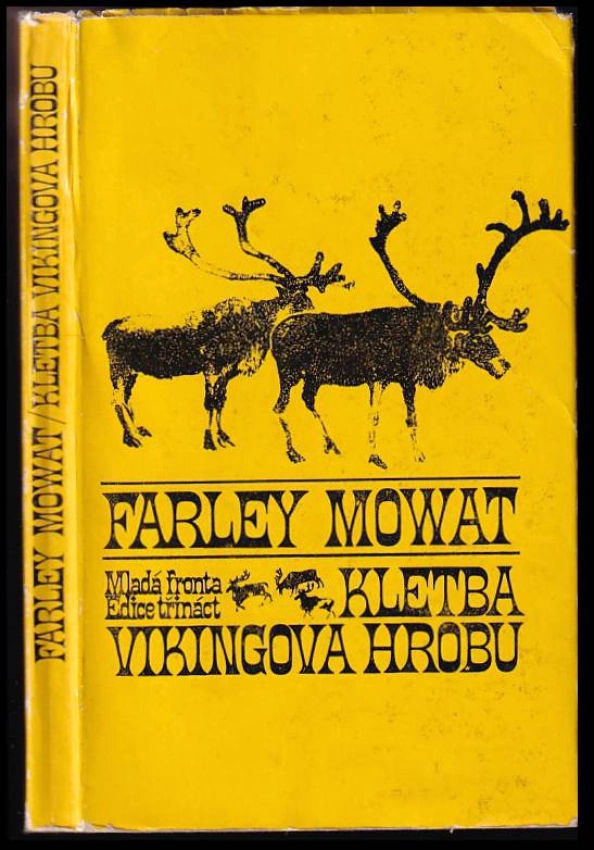 FARLEY MOWAT/KLETBA VIKINGOVA HROBU
FARLEY MOWAT
Mladá fronta
Edice třináct
KLETBA
VIKINGOVA HROBU